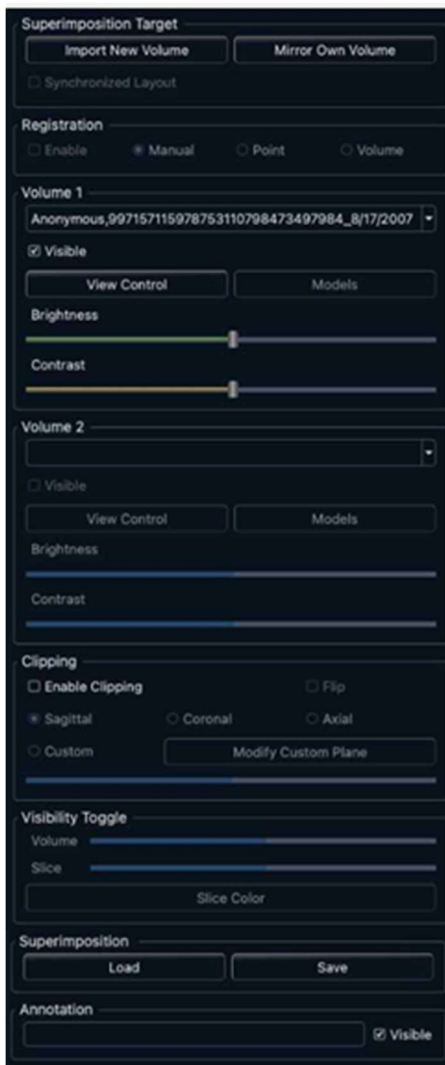 Superimposition Target
Import New Volume Mirror Own Volume
Synchronized Layout
Registration
Enable Manual Point Volume
Volume 1
Anonymous,9971571159787531107984734979​84_8/17/2007
Visible
View Control Models
Brightness
Contrast
Volume 2
Visible
View Control Models
Brightness
Contrast
Clipping
Enable Clipping Flip
Sagittal Coronal Axial
Custom Modify Custom Plane
Visibility Toggle
Volume
Slice
Slice Color
Superimposition
Load Save
Annotation
Visible